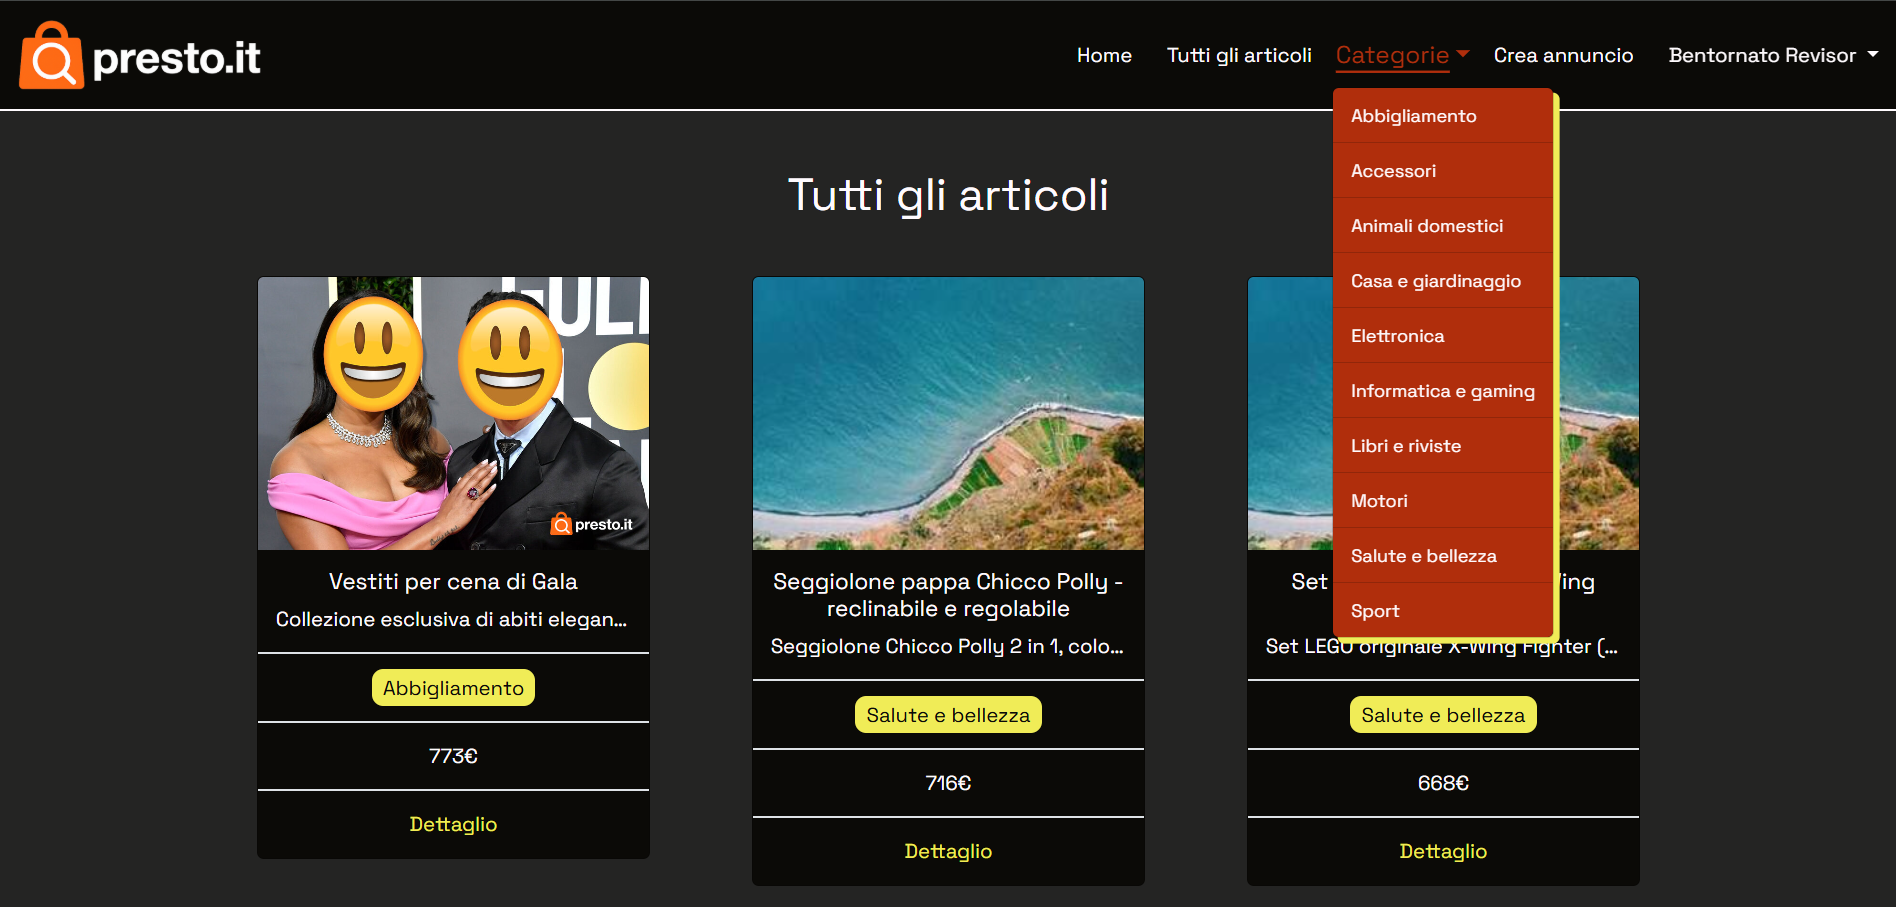 presto.it
Home
Tutti gli articoli
Categorie
Crea annuncio
Bentornato Revisor
Abbigliamento
Accessori
Animali domestici
Casa e giardinaggio
Elettronica
Informatica e gaming
Libri e riviste
Motori
Salute e bellezza
Sport
Tutti gli articoli
presto.it
Vestiti per cena di Gala
Collezione esclusiva di abiti elegan...
Abbigliamento
773€
Dettaglio
Seggiolone pappa Chicco Polly -
reclinabile e regolabile
Seggiolone Chicco Polly 2 in 1, colo...
Salute e bellezza
716€
Dettaglio
Set
Set LEGO originale X-Wing Fighter (...
Salute e bellezza
668€
Dettaglio